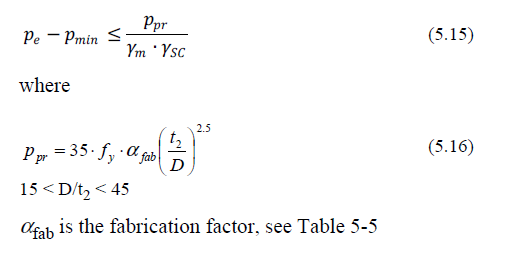 p_e − p_min ≤ p_pr / (γ_m · γ_SC) (5.15)
where
p_pr = 35 · f_y · α_fab (t_2 / D)^2.5 (5.16)
15 < D/t_2 < 45
α_fab is the fabrication factor, see Table 5-5